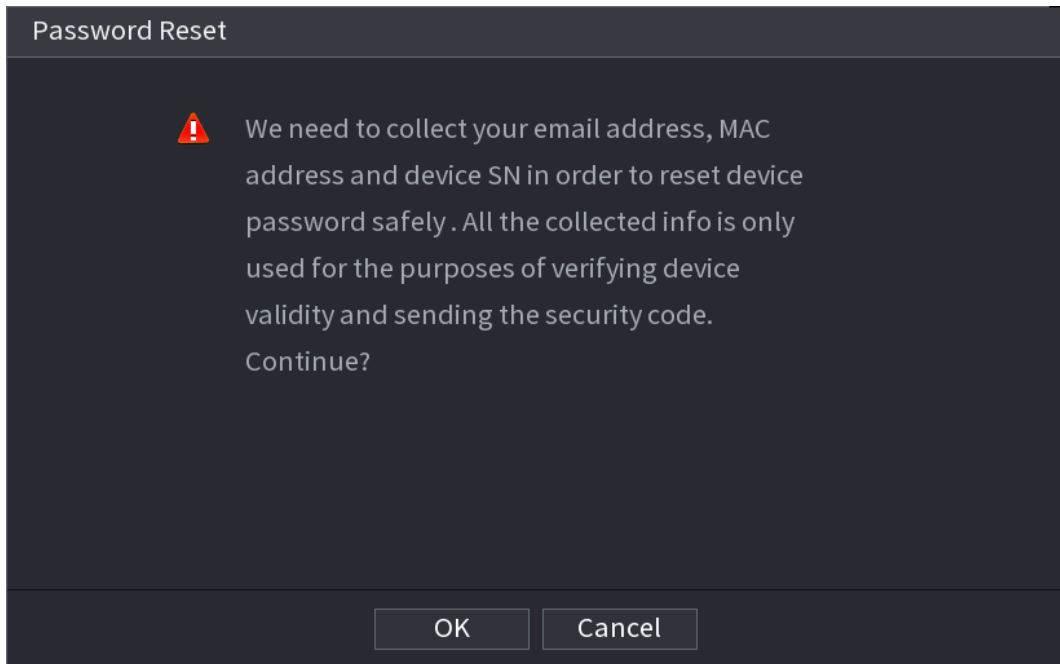 Password Reset
We need to collect your email address, MAC
address and device SN in order to reset device
password safely . All the collected info is only
used for the purposes of verifying device
validity and sending the security code.
Continue?
OK
Cancel